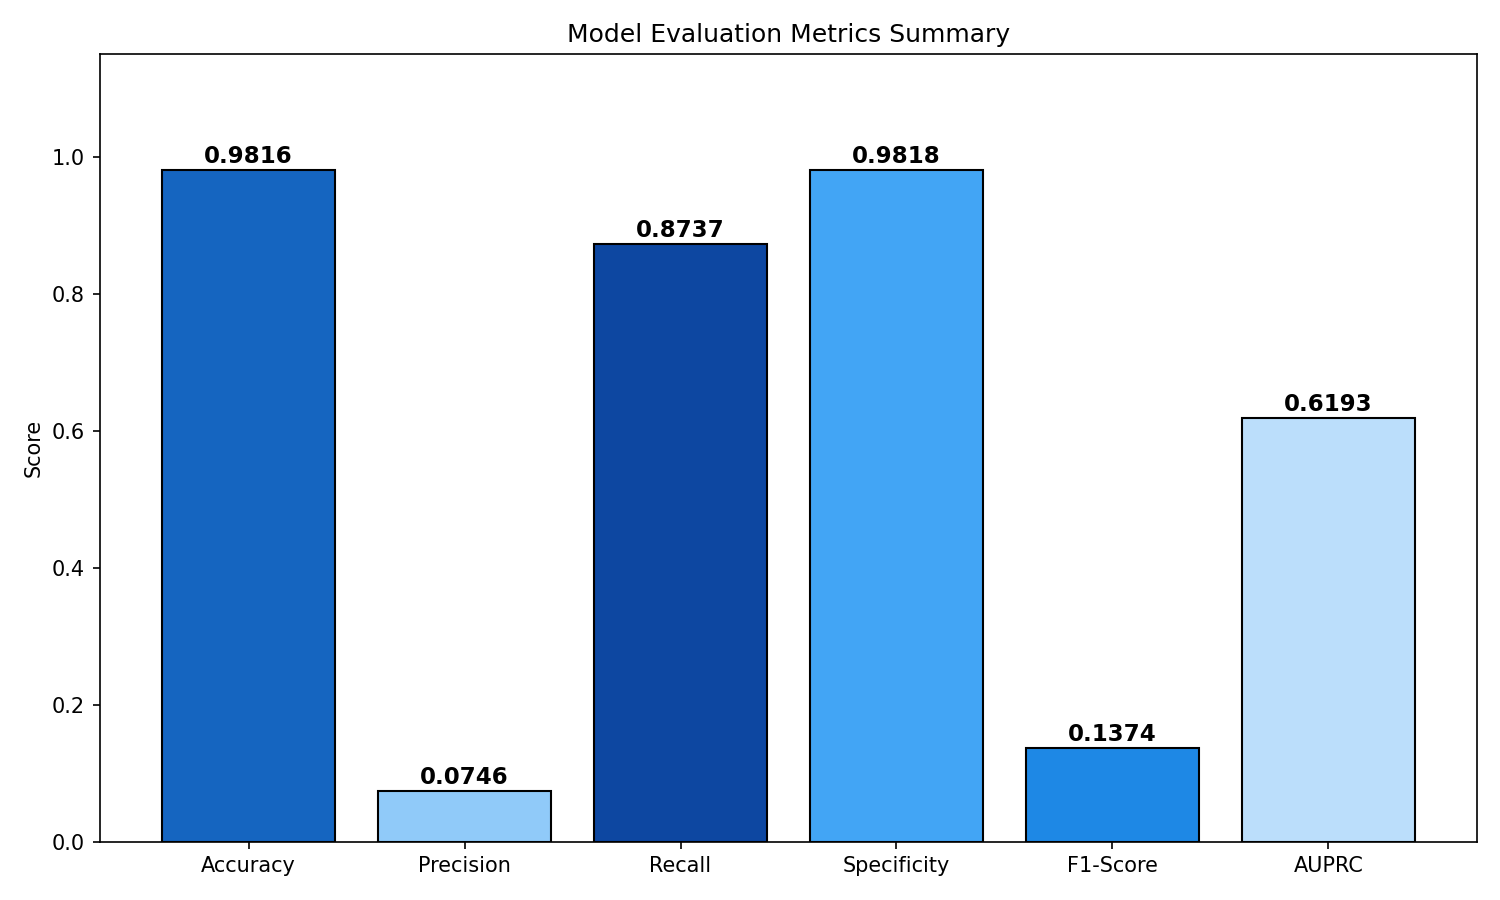 Model Evaluation Metrics Summary
Score
1.0
0.8
0.6
0.4
0.2
0.0
0.9816
0.0746
0.8737
0.9818
0.1374
0.6193
Accuracy
Precision
Recall
Specificity
F1-Score
AUPRC